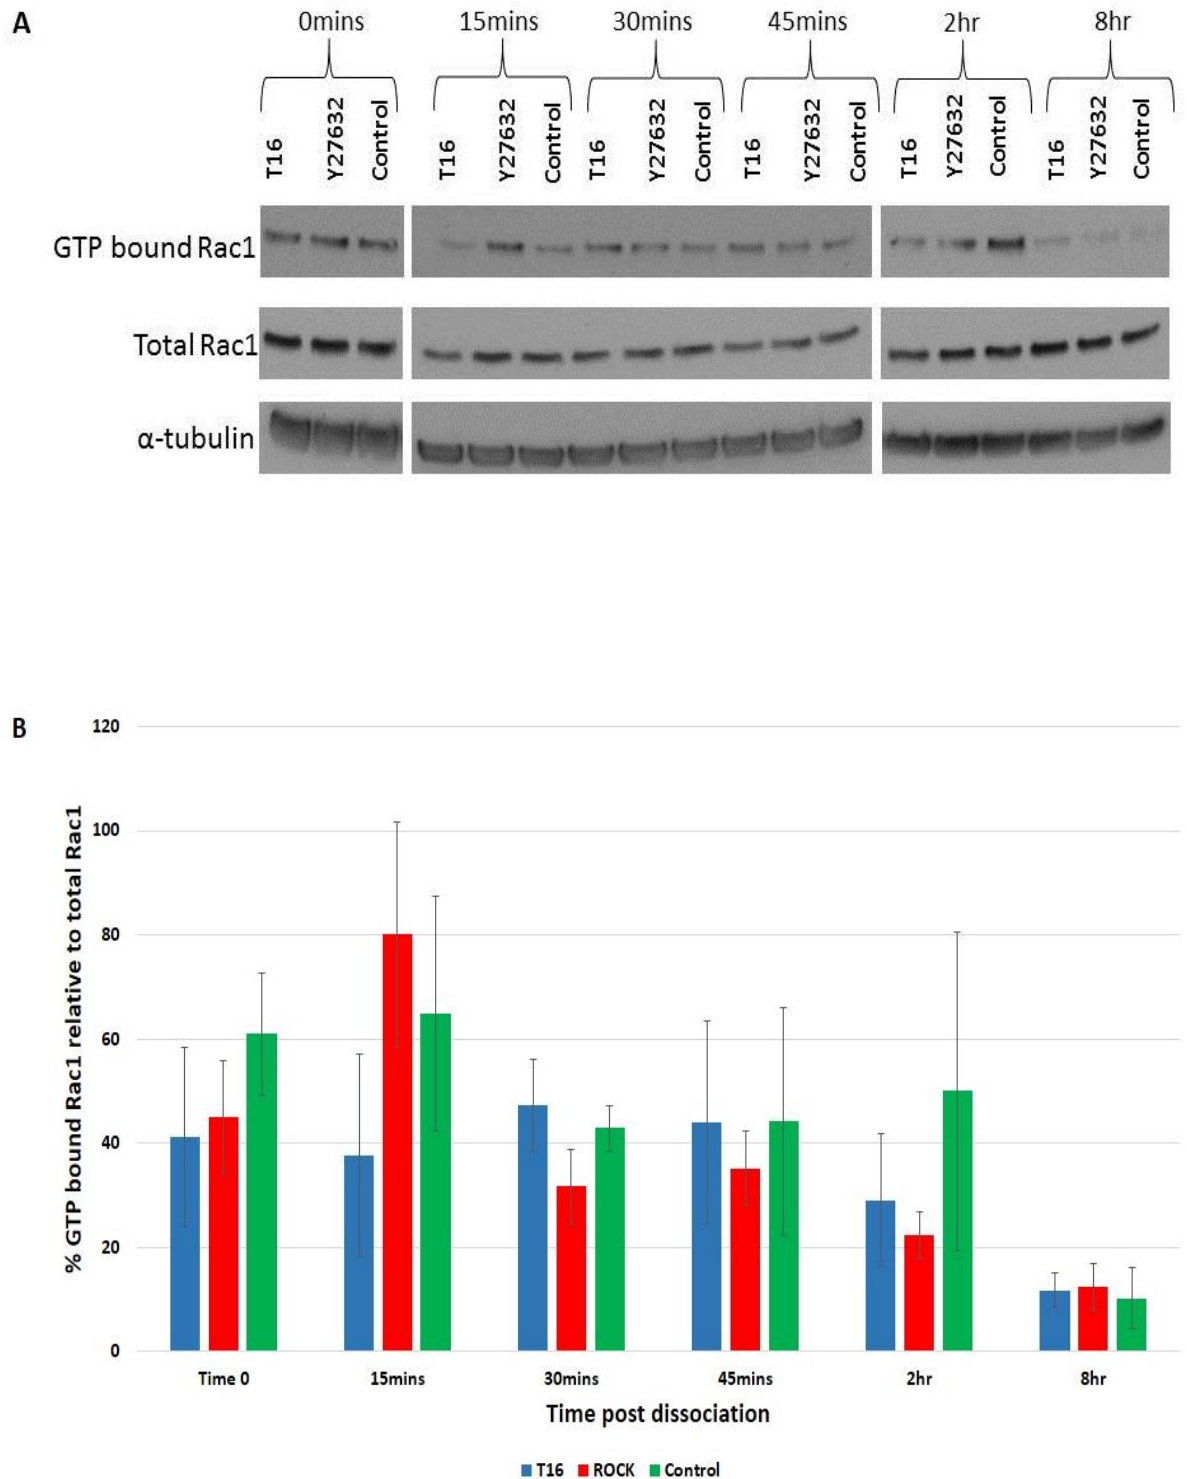 A
0mins 15mins 30mins 45mins 2hr 8hr
T16 Y27632 Control T16 Y27632 Control T16 Y27632 Control T16 Y27632 Control T16 Y27632 Control T16 Y27632 Control
GTP bound Rac1
Total Rac1
α-tubulin
B
% GTP bound Rac1 relative to total Rac1
120
100
80
60
40
20
0
Time 0 15mins 30mins 45mins 2hr 8hr
Time post dissociation
T16 ROCK Control